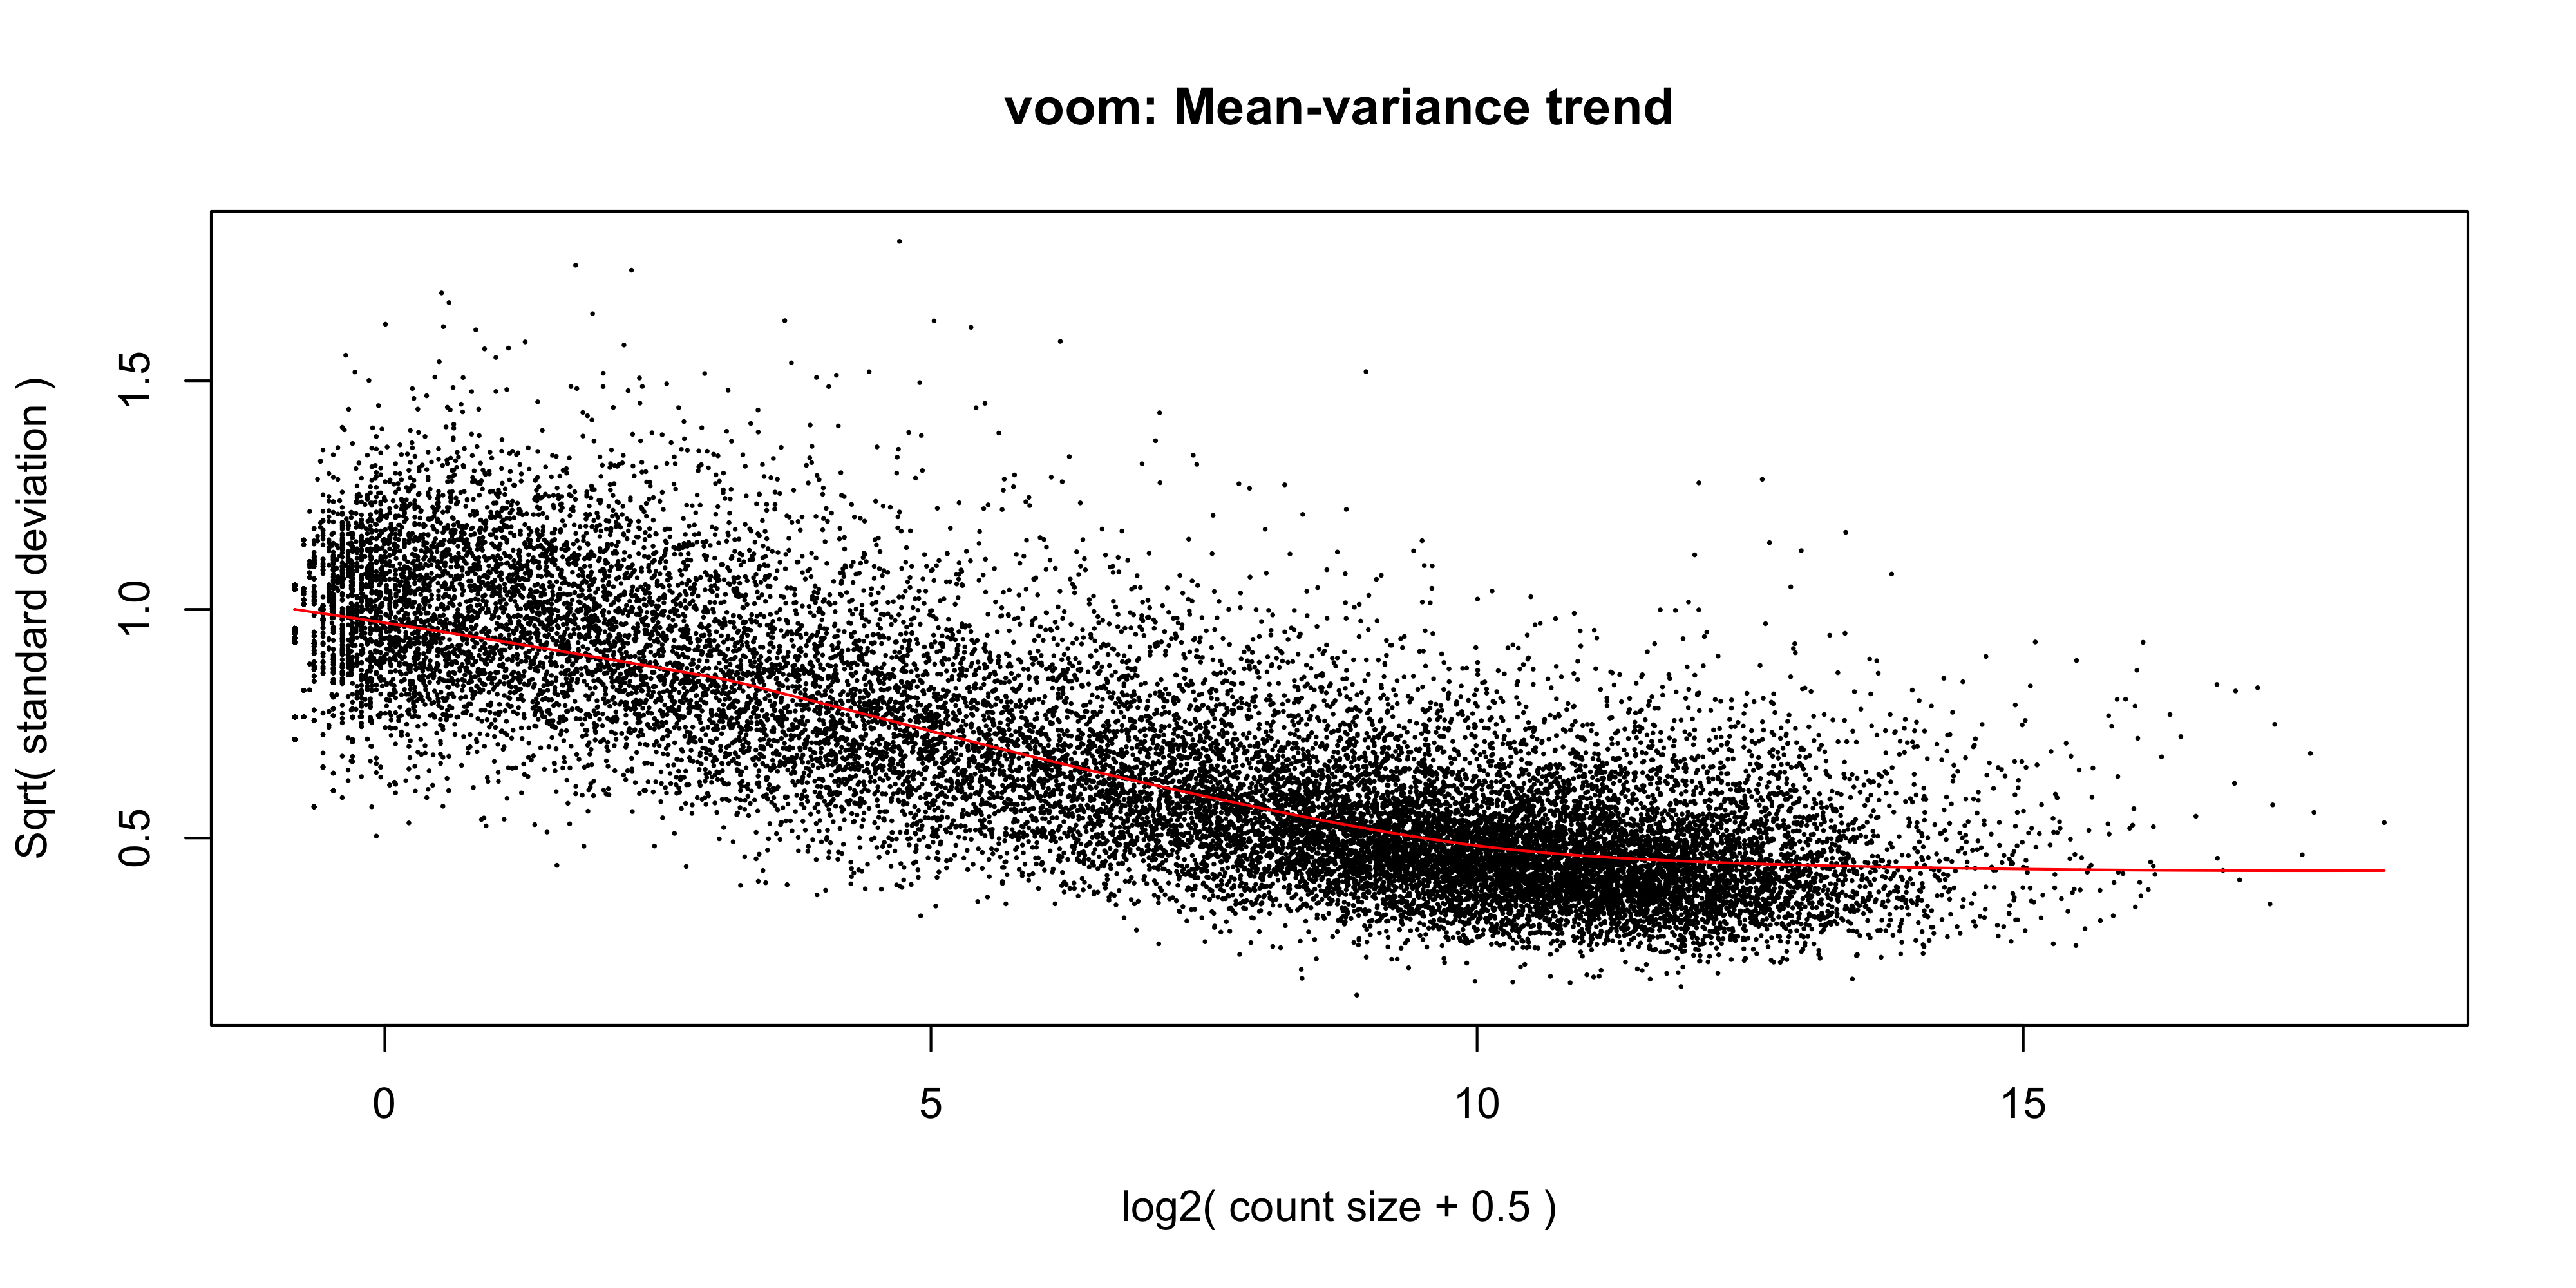 voom: Mean-variance trend
Sqrt( standard deviation )
1.5
1.0
0.5
0 5 10 15
log2( count size + 0.5 )